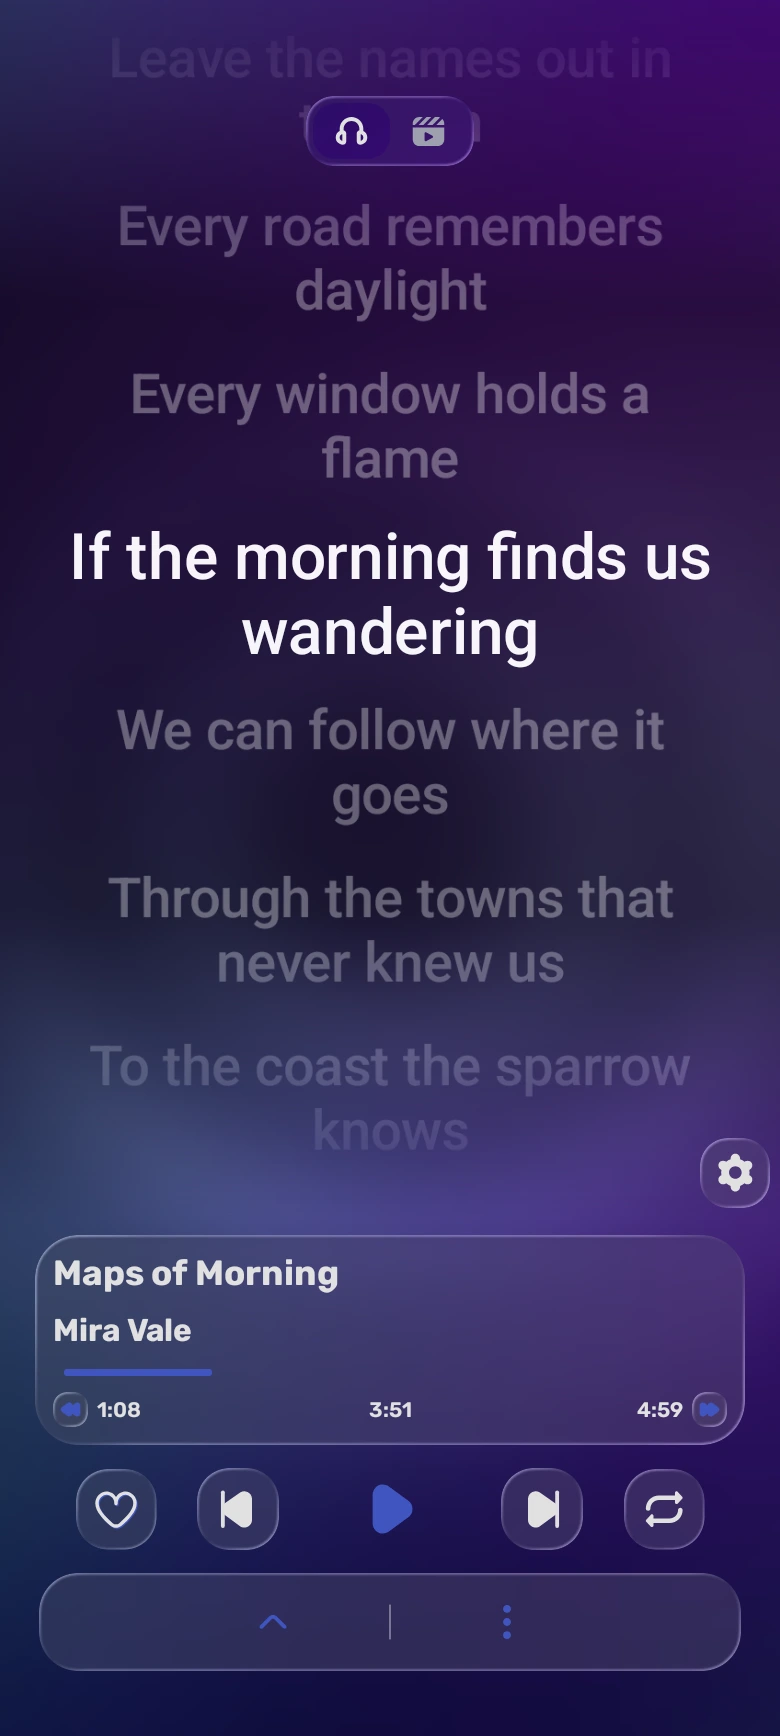 Leave the names out in
Every road remembers
daylight
Every window holds a
flame
If the morning finds us
wandering
We can follow where it
goes
Through the towns that
never knew us
To the coast the sparrow
knows
Maps of Morning
Mira Vale
1:08 3:51 4:59